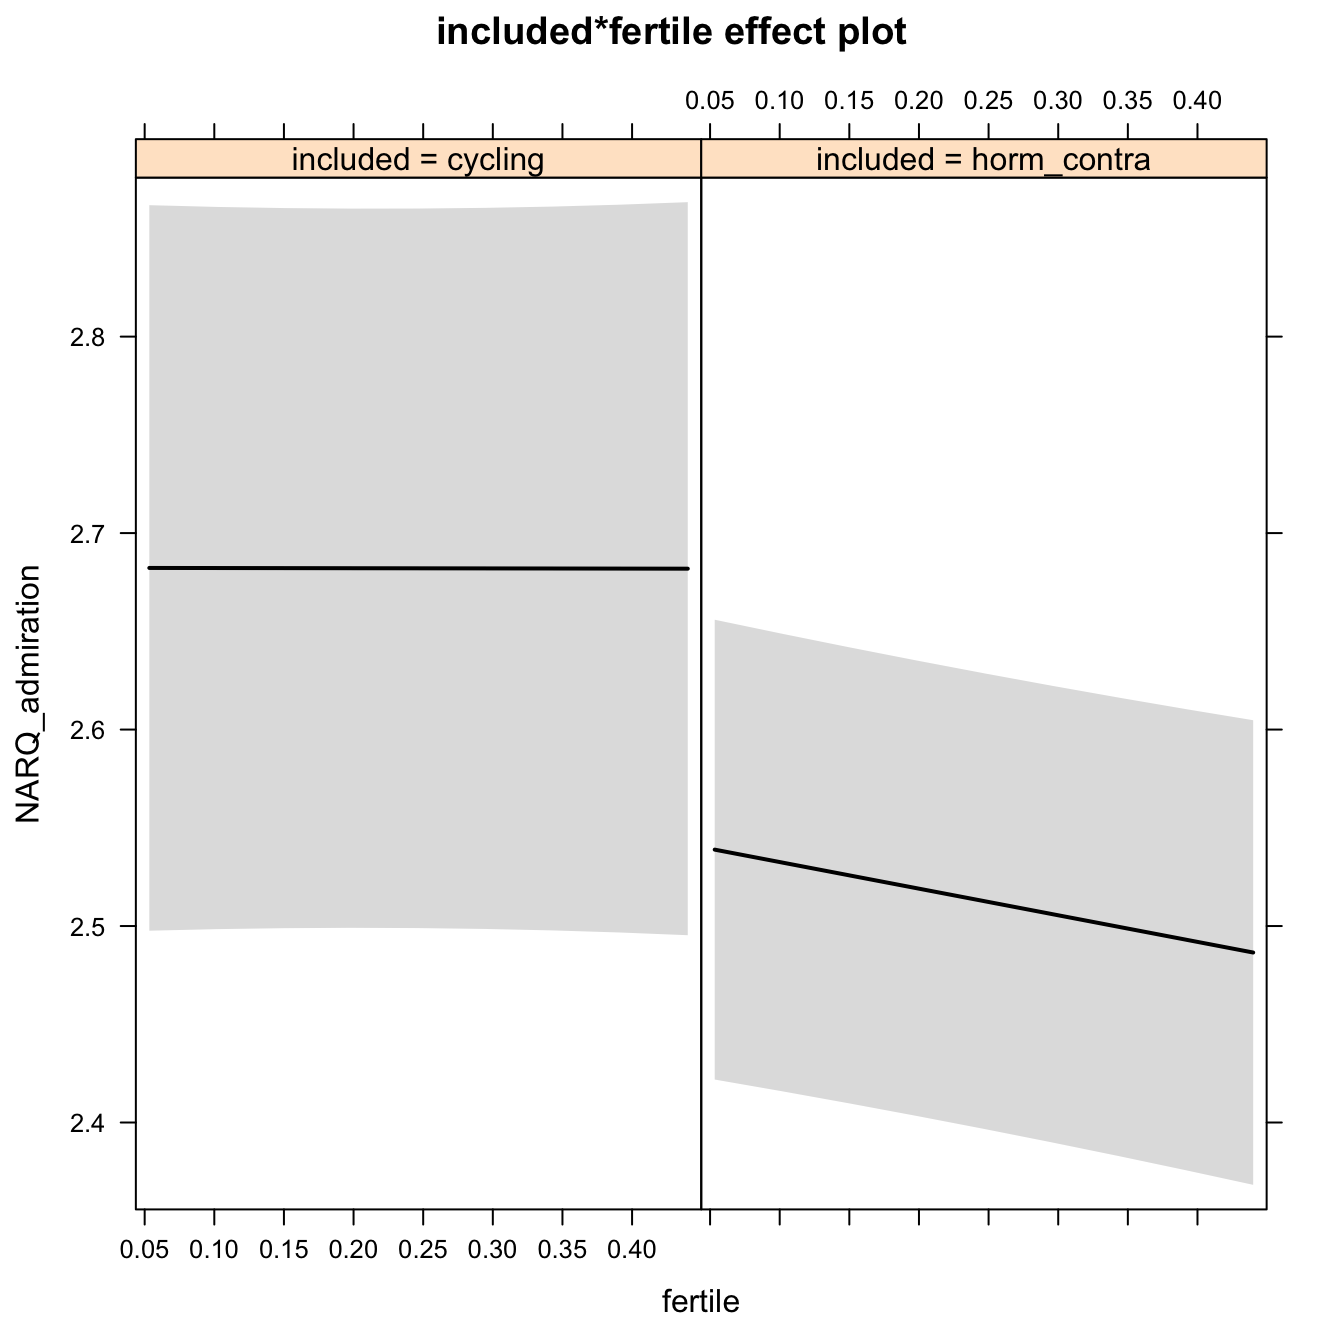 included*fertile effect plot
0.05 0.10 0.15 0.20 0.25 0.30 0.35 0.40
included = cycling
included = horm_contra
2.8
2.7
2.6
2.5
2.4
NARQ_admiration
0.05 0.10 0.15 0.20 0.25 0.30 0.35 0.40
fertile